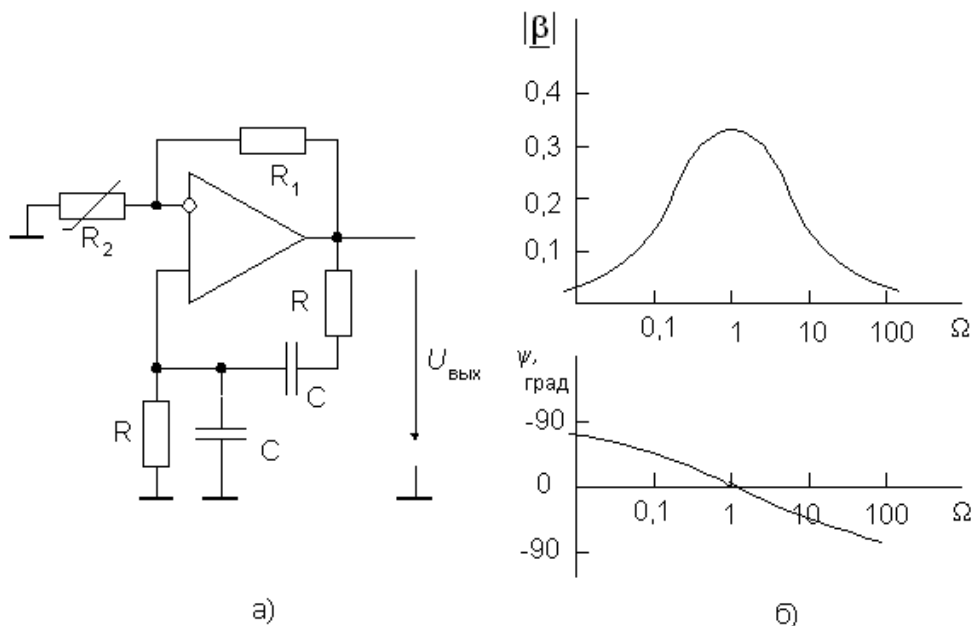 R₁
R₂
R
C
R
C
Uвых
а)
|β|
0,4
0,3
0,2
0,1
0,1 1 10 100 Ω
ψ,
град
-90
0
0,1 1 10 100 Ω
-90
б)